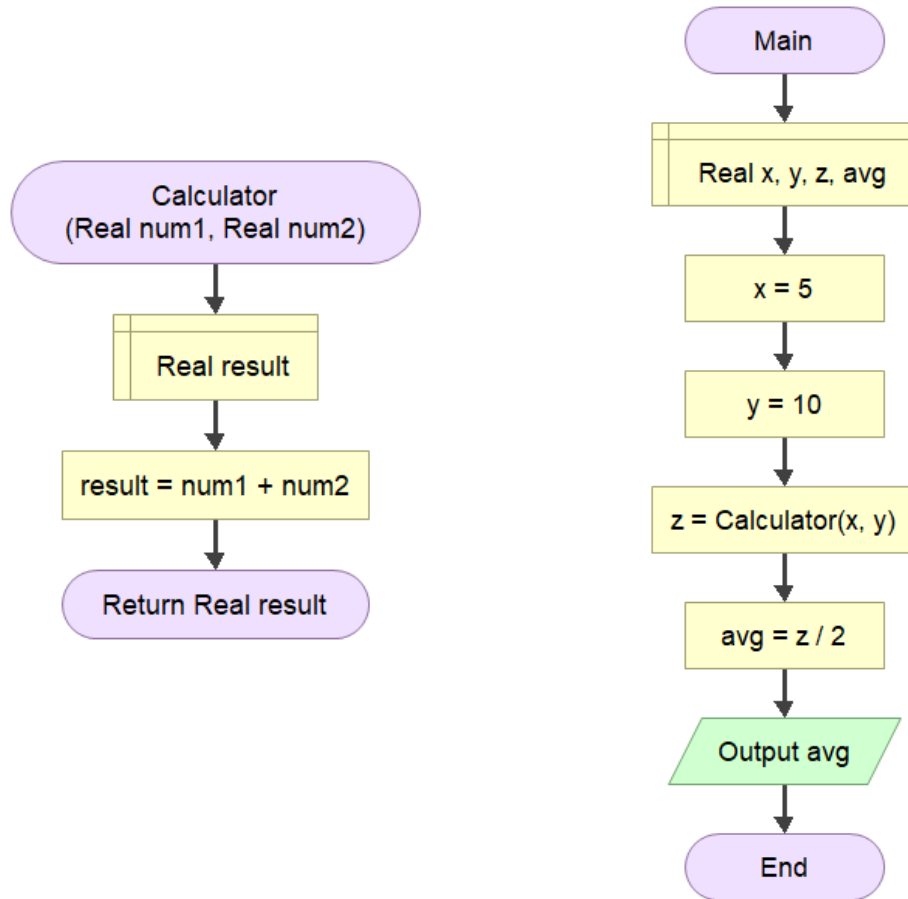 Calculator
(Real num1, Real num2)
Real result
result = num1 + num2
Return Real result
Main
Real x, y, z, avg
x = 5
y = 10
z = Calculator(x, y)
avg = z / 2
Output avg
End